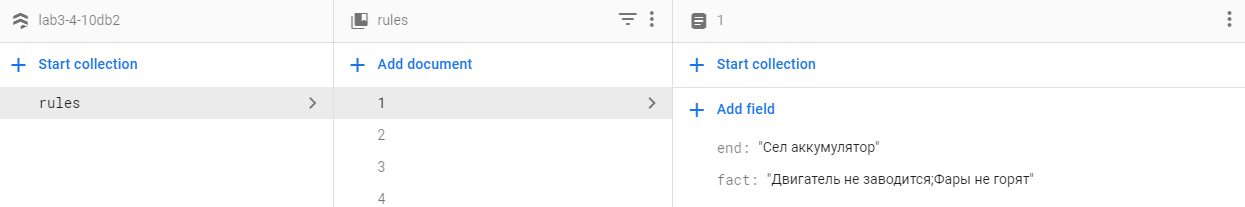 lab3-4-10db2
rules
1
Start collection
Add document
Start collection
rules
1
2
3
4
Add field
end: "Сел аккумулятор"
fact: "Двигатель не заводится;Фары не горят"